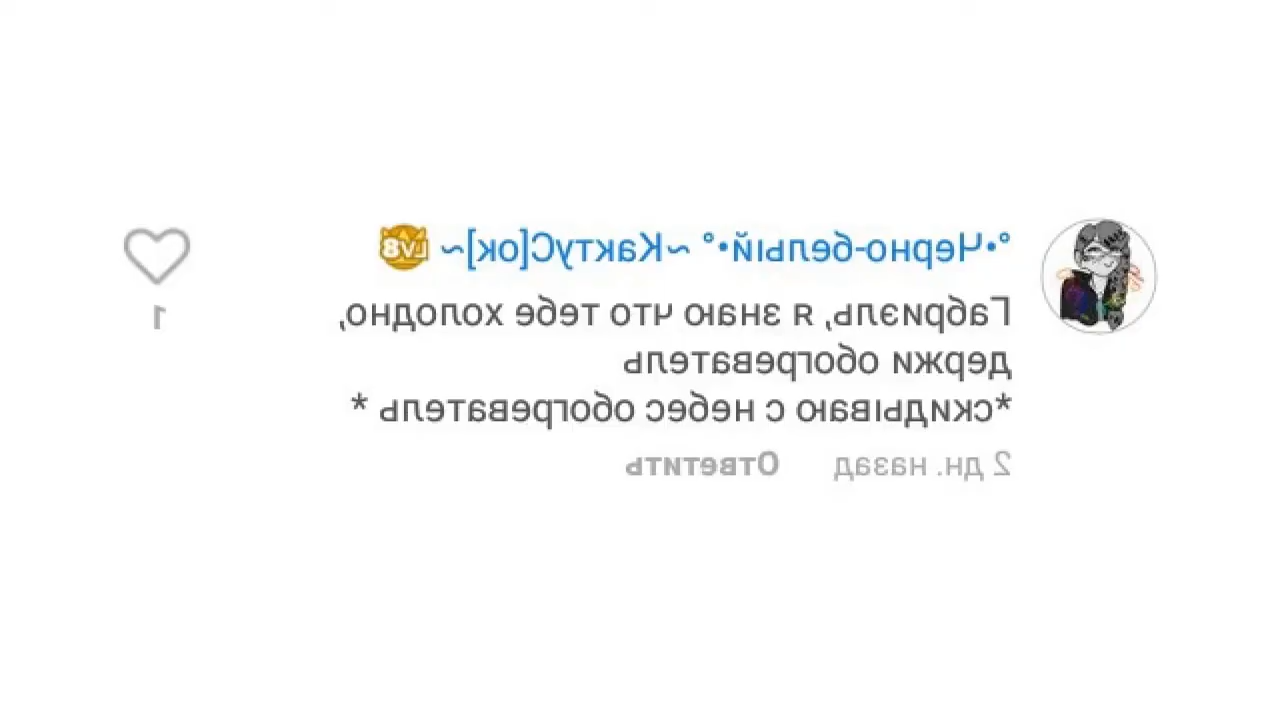 °•Черно-белый•° ~КактуС[ок]~ LV8
Габриэль, я знаю что тебе холодно,
держи обогреватель
*скидываю с небес обогреватель *
2 дн. назад Ответить
1